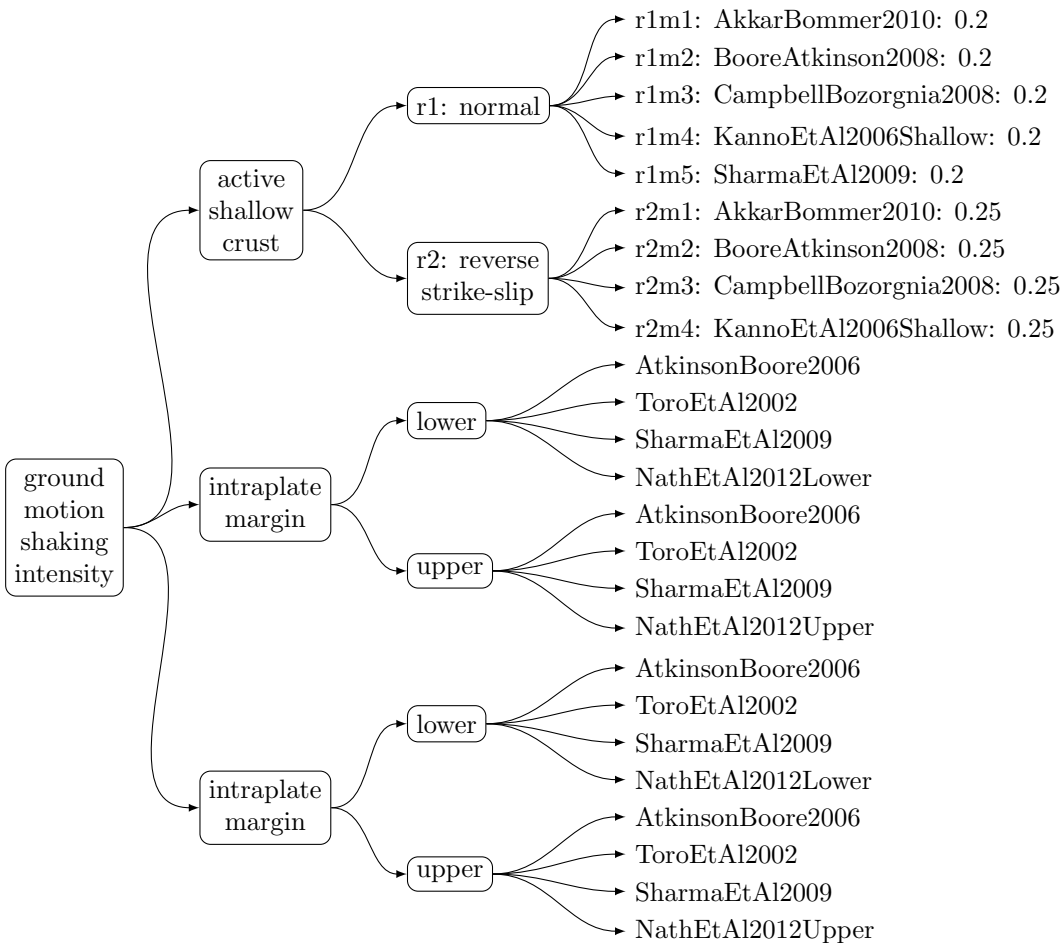 ground
motion
shaking
intensity
active
shallow
crust
r1: normal
r1m1: AkkarBommer2010: 0.2
r1m2: BooreAtkinson2008: 0.2
r1m3: CampbellBozorgnia2008: 0.2
r1m4: KannoEtAl2006Shallow: 0.2
r1m5: SharmaEtAl2009: 0.2
r2: reverse
strike-slip
r2m1: AkkarBommer2010: 0.25
r2m2: BooreAtkinson2008: 0.25
r2m3: CampbellBozorgnia2008: 0.25
r2m4: KannoEtAl2006Shallow: 0.25
intraplate
margin
lower
AtkinsonBoore2006
ToroEtAl2002
SharmaEtAl2009
NathEtAl2012Lower
upper
AtkinsonBoore2006
ToroEtAl2002
SharmaEtAl2009
NathEtAl2012Upper
intraplate
margin
lower
AtkinsonBoore2006
ToroEtAl2002
SharmaEtAl2009
NathEtAl2012Lower
upper
AtkinsonBoore2006
ToroEtAl2002
SharmaEtAl2009
NathEtAl2012Upper